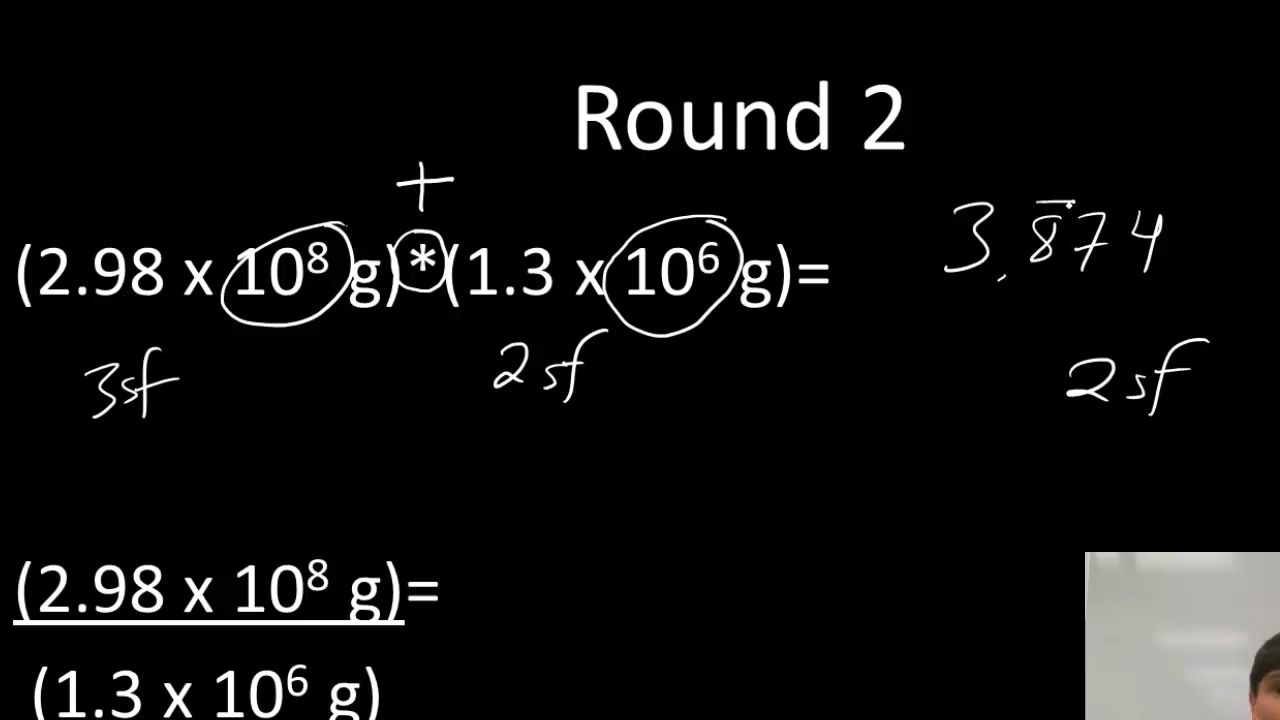 Round 2
+
(2.98 x 10⁸ g)*(1.3 x 10⁶ g)= 3.874
3sf 2sf 2sf
(2.98 x 10⁸ g)=
(1.3 x 10⁶ g)